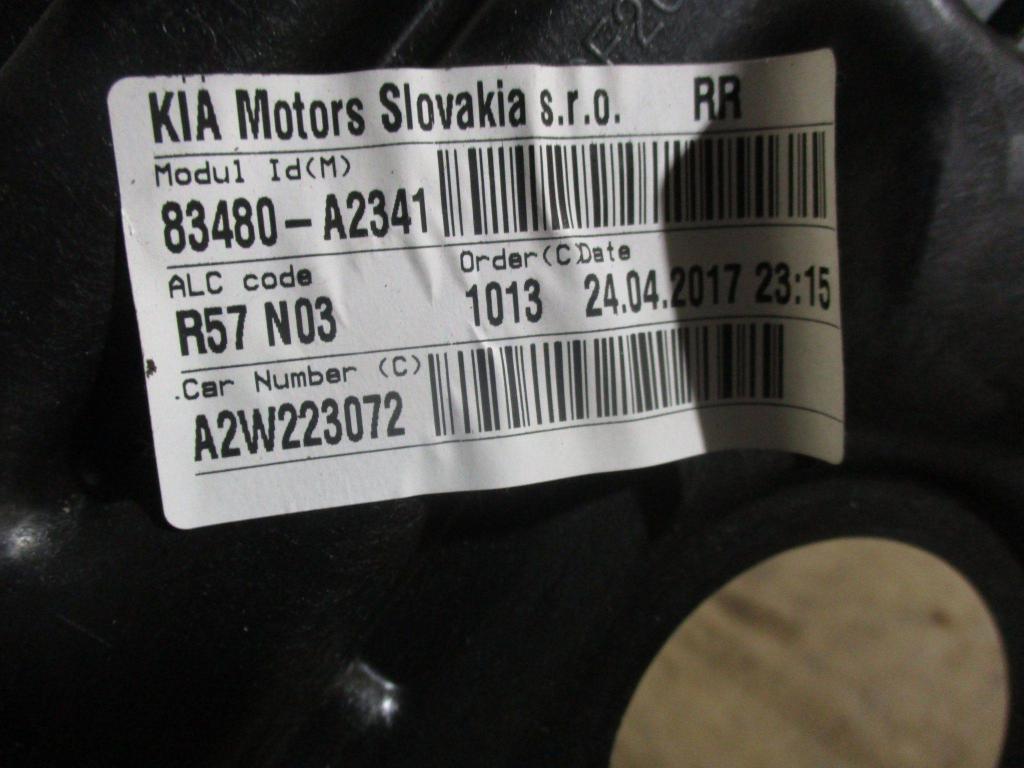 KIA Motors Slovakia s.r.o. RR
Modul Id(M)
83480-A2341
ALC code Order(C)Date
R57 N03 1013 24.04.2017 23:15
.Car Number (C)
A2W223072